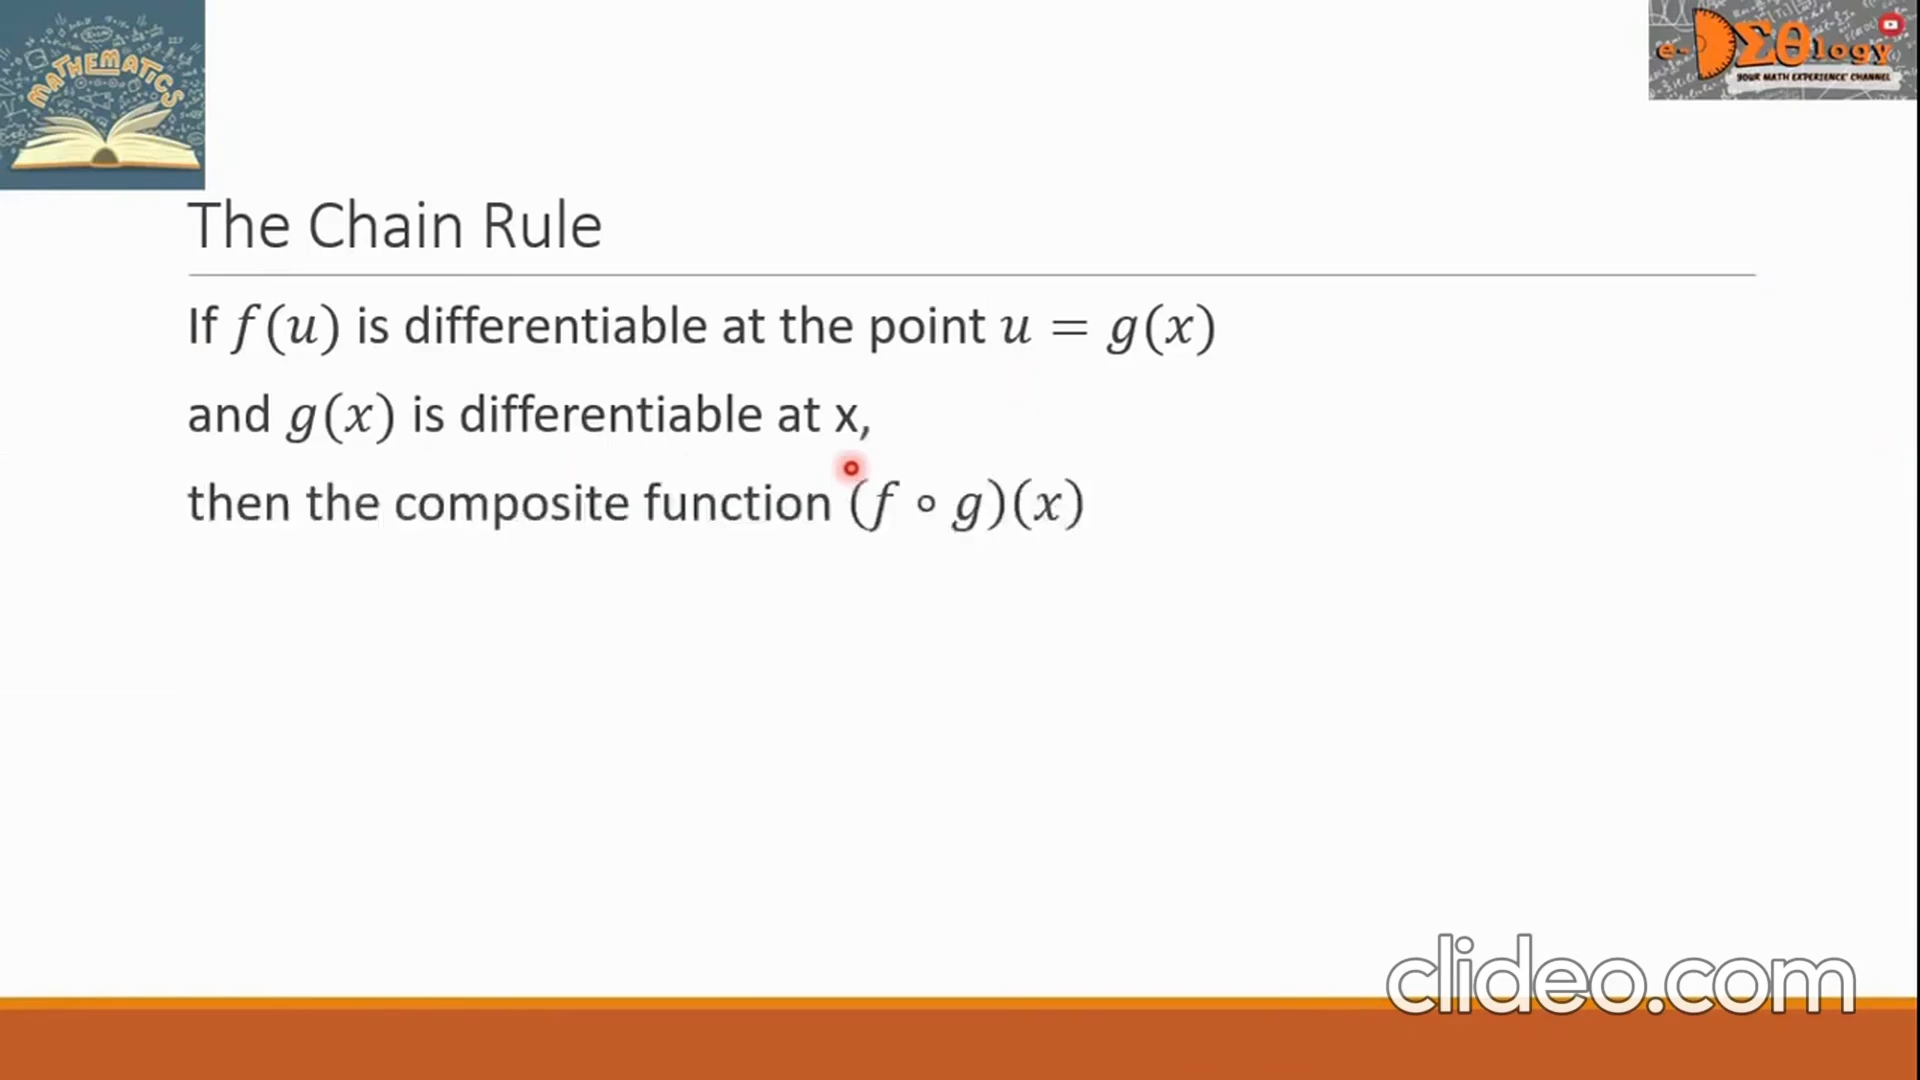 MATHEMATICS
e-DΣθlogy
YOUR MATH EXPERIENCE CHANNEL
The Chain Rule
If f(u) is differentiable at the point u = g(x)
and g(x) is differentiable at x,
then the composite function (f ∘ g)(x)
clideo.com